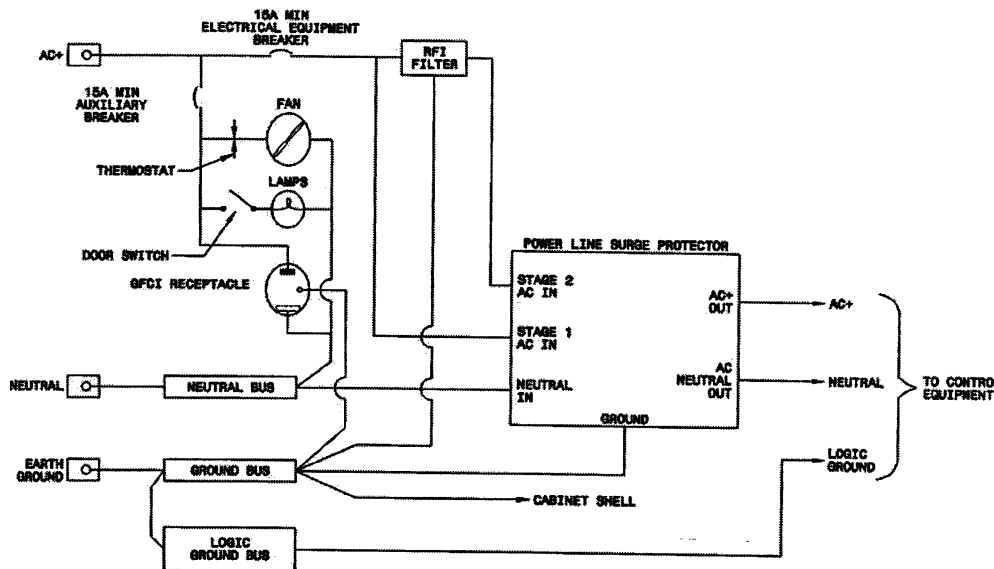 15A MIN
ELECTRICAL EQUIPMENT
BREAKER
AC+
RFI
FILTER
15A MIN
AUXILIARY
BREAKER
FAN
THERMOSTAT
LAMPS
DOOR SWITCH
GFCI RECEPTACLE
POWER LINE SURGE PROTECTOR
STAGE 2
AC IN
AC+
OUT
AC+
STAGE 1
AC IN
NEUTRAL
NEUTRAL BUS
NEUTRAL
IN
AC
NEUTRAL
OUT
NEUTRAL
TO CONTRO
EQUIPMENT
GROUND
EARTH
GROUND
GROUND BUS
LOGIC
GROUND
CABINET SHELL
LOGIC
GROUND BUS